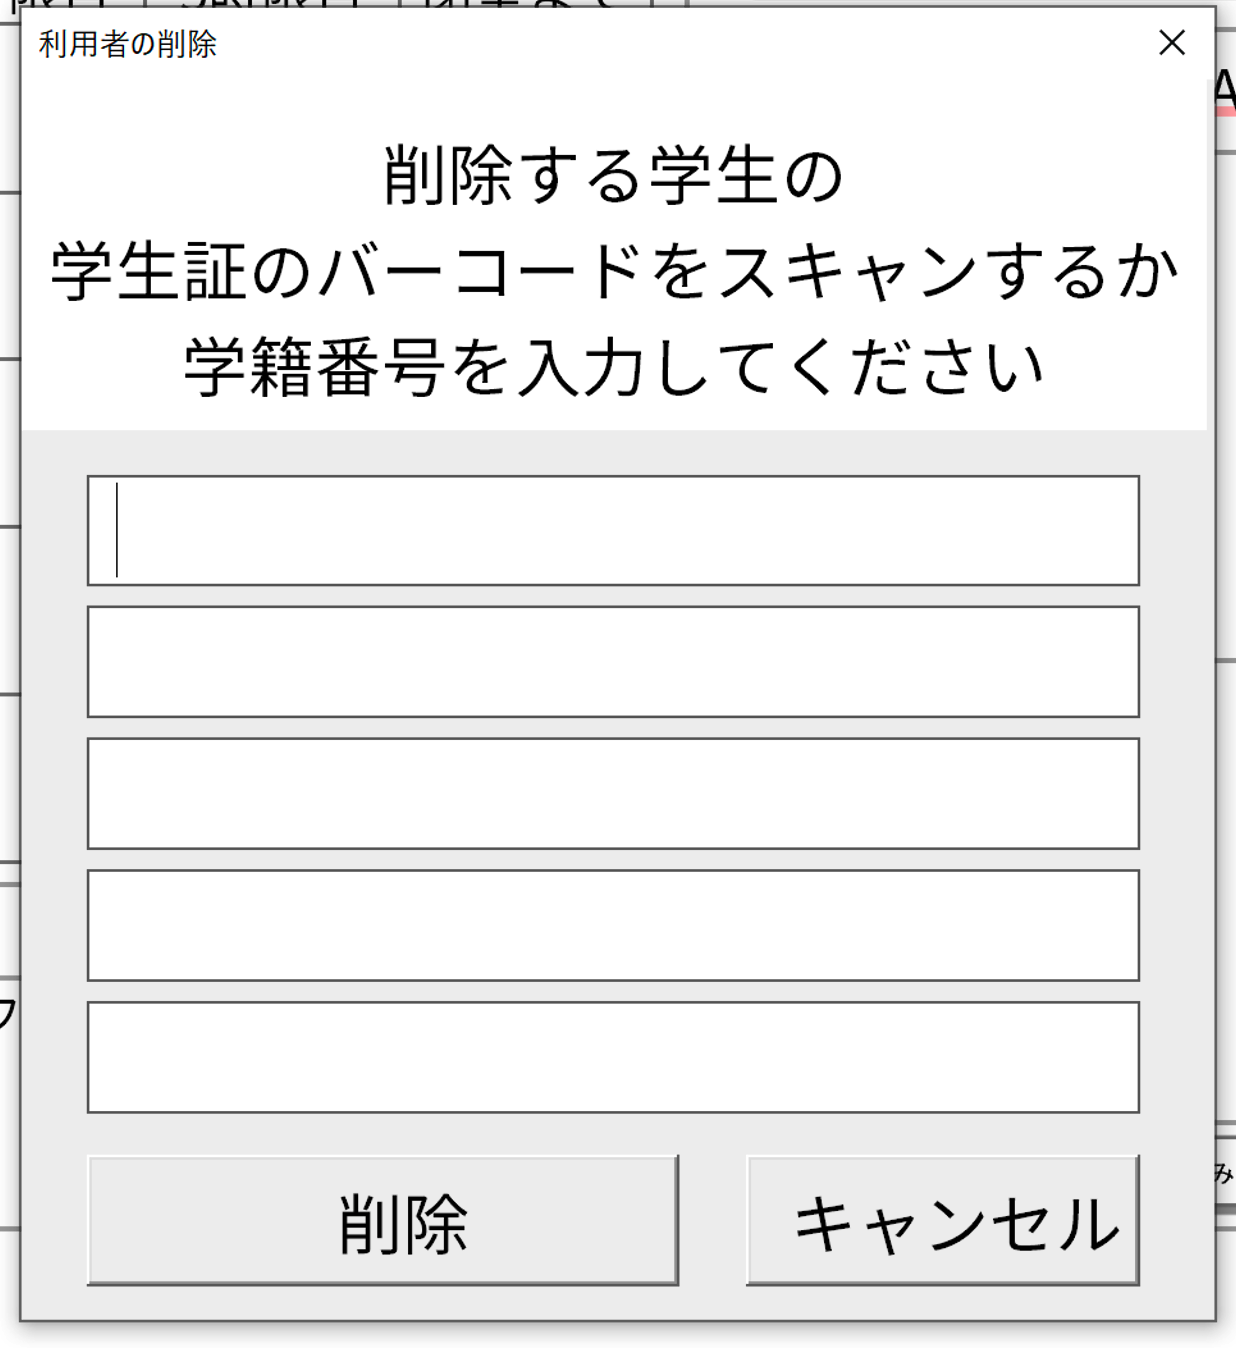 利用者の削除
削除する学生の
学生証のバーコードをスキャンするか
学籍番号を入力してください
削除
キャンセル